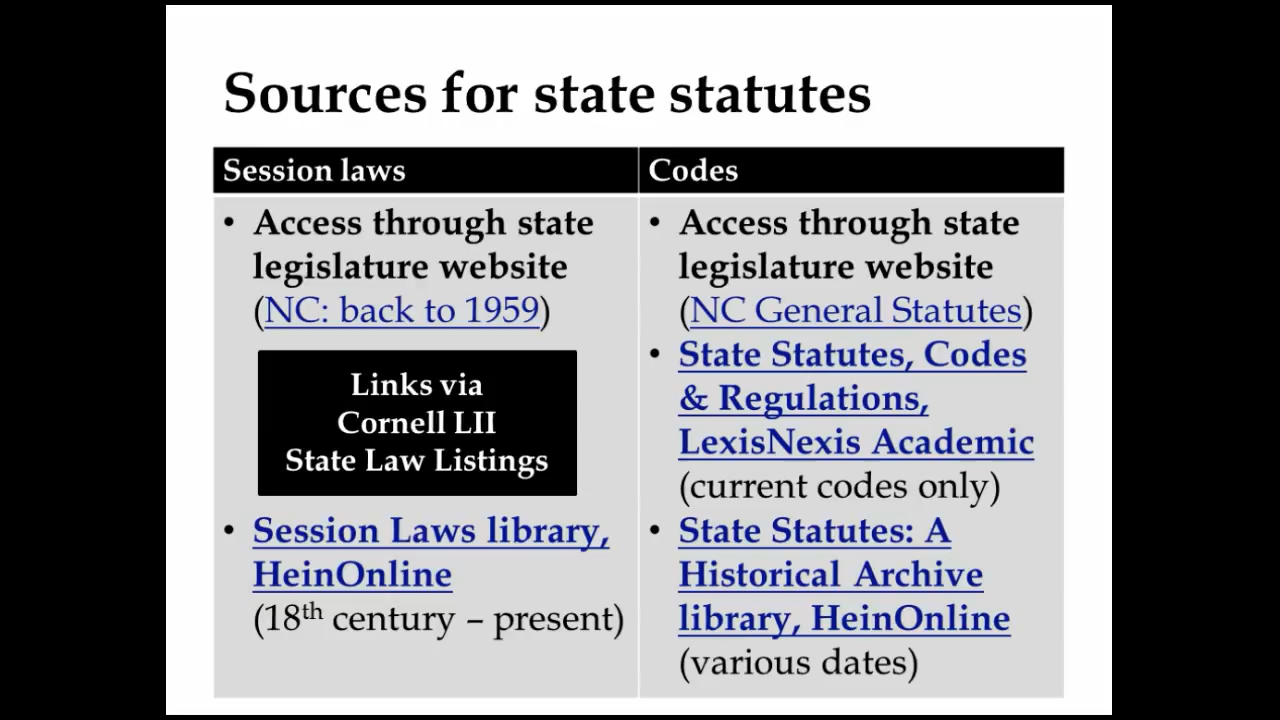 Sources for state statutes
Session laws
• Access through state
legislature website
(NC: back to 1959)
Links via
Cornell LII
State Law Listings
• Session Laws library,
HeinOnline
(18th century – present)
Codes
• Access through state
legislature website
(NC General Statutes)
• State Statutes, Codes
& Regulations,
LexisNexis Academic
(current codes only)
• State Statutes: A
Historical Archive
library, HeinOnline
(various dates)